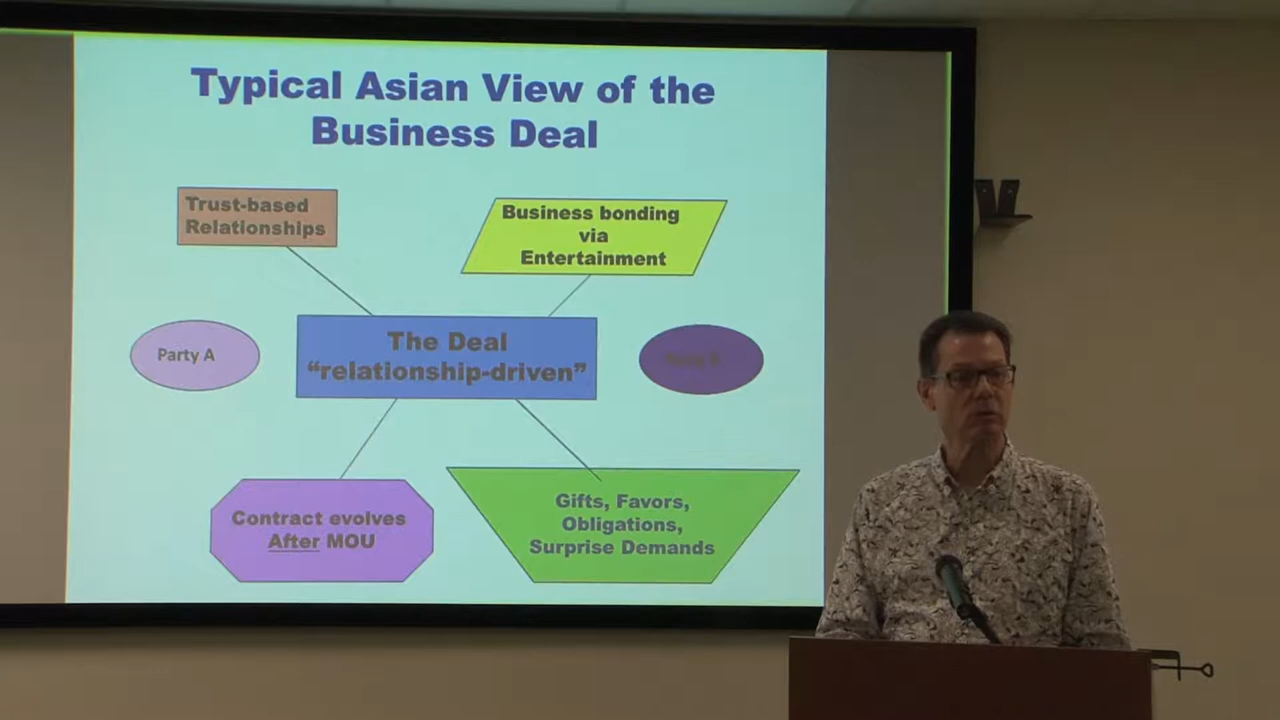 Typical Asian View of the
Business Deal
Trust-based
Relationships
Business bonding
via
Entertainment
Party A
The Deal
“relationship-driven”
Contract evolves
After MOU
Gifts, Favors,
Obligations,
Surprise Demands